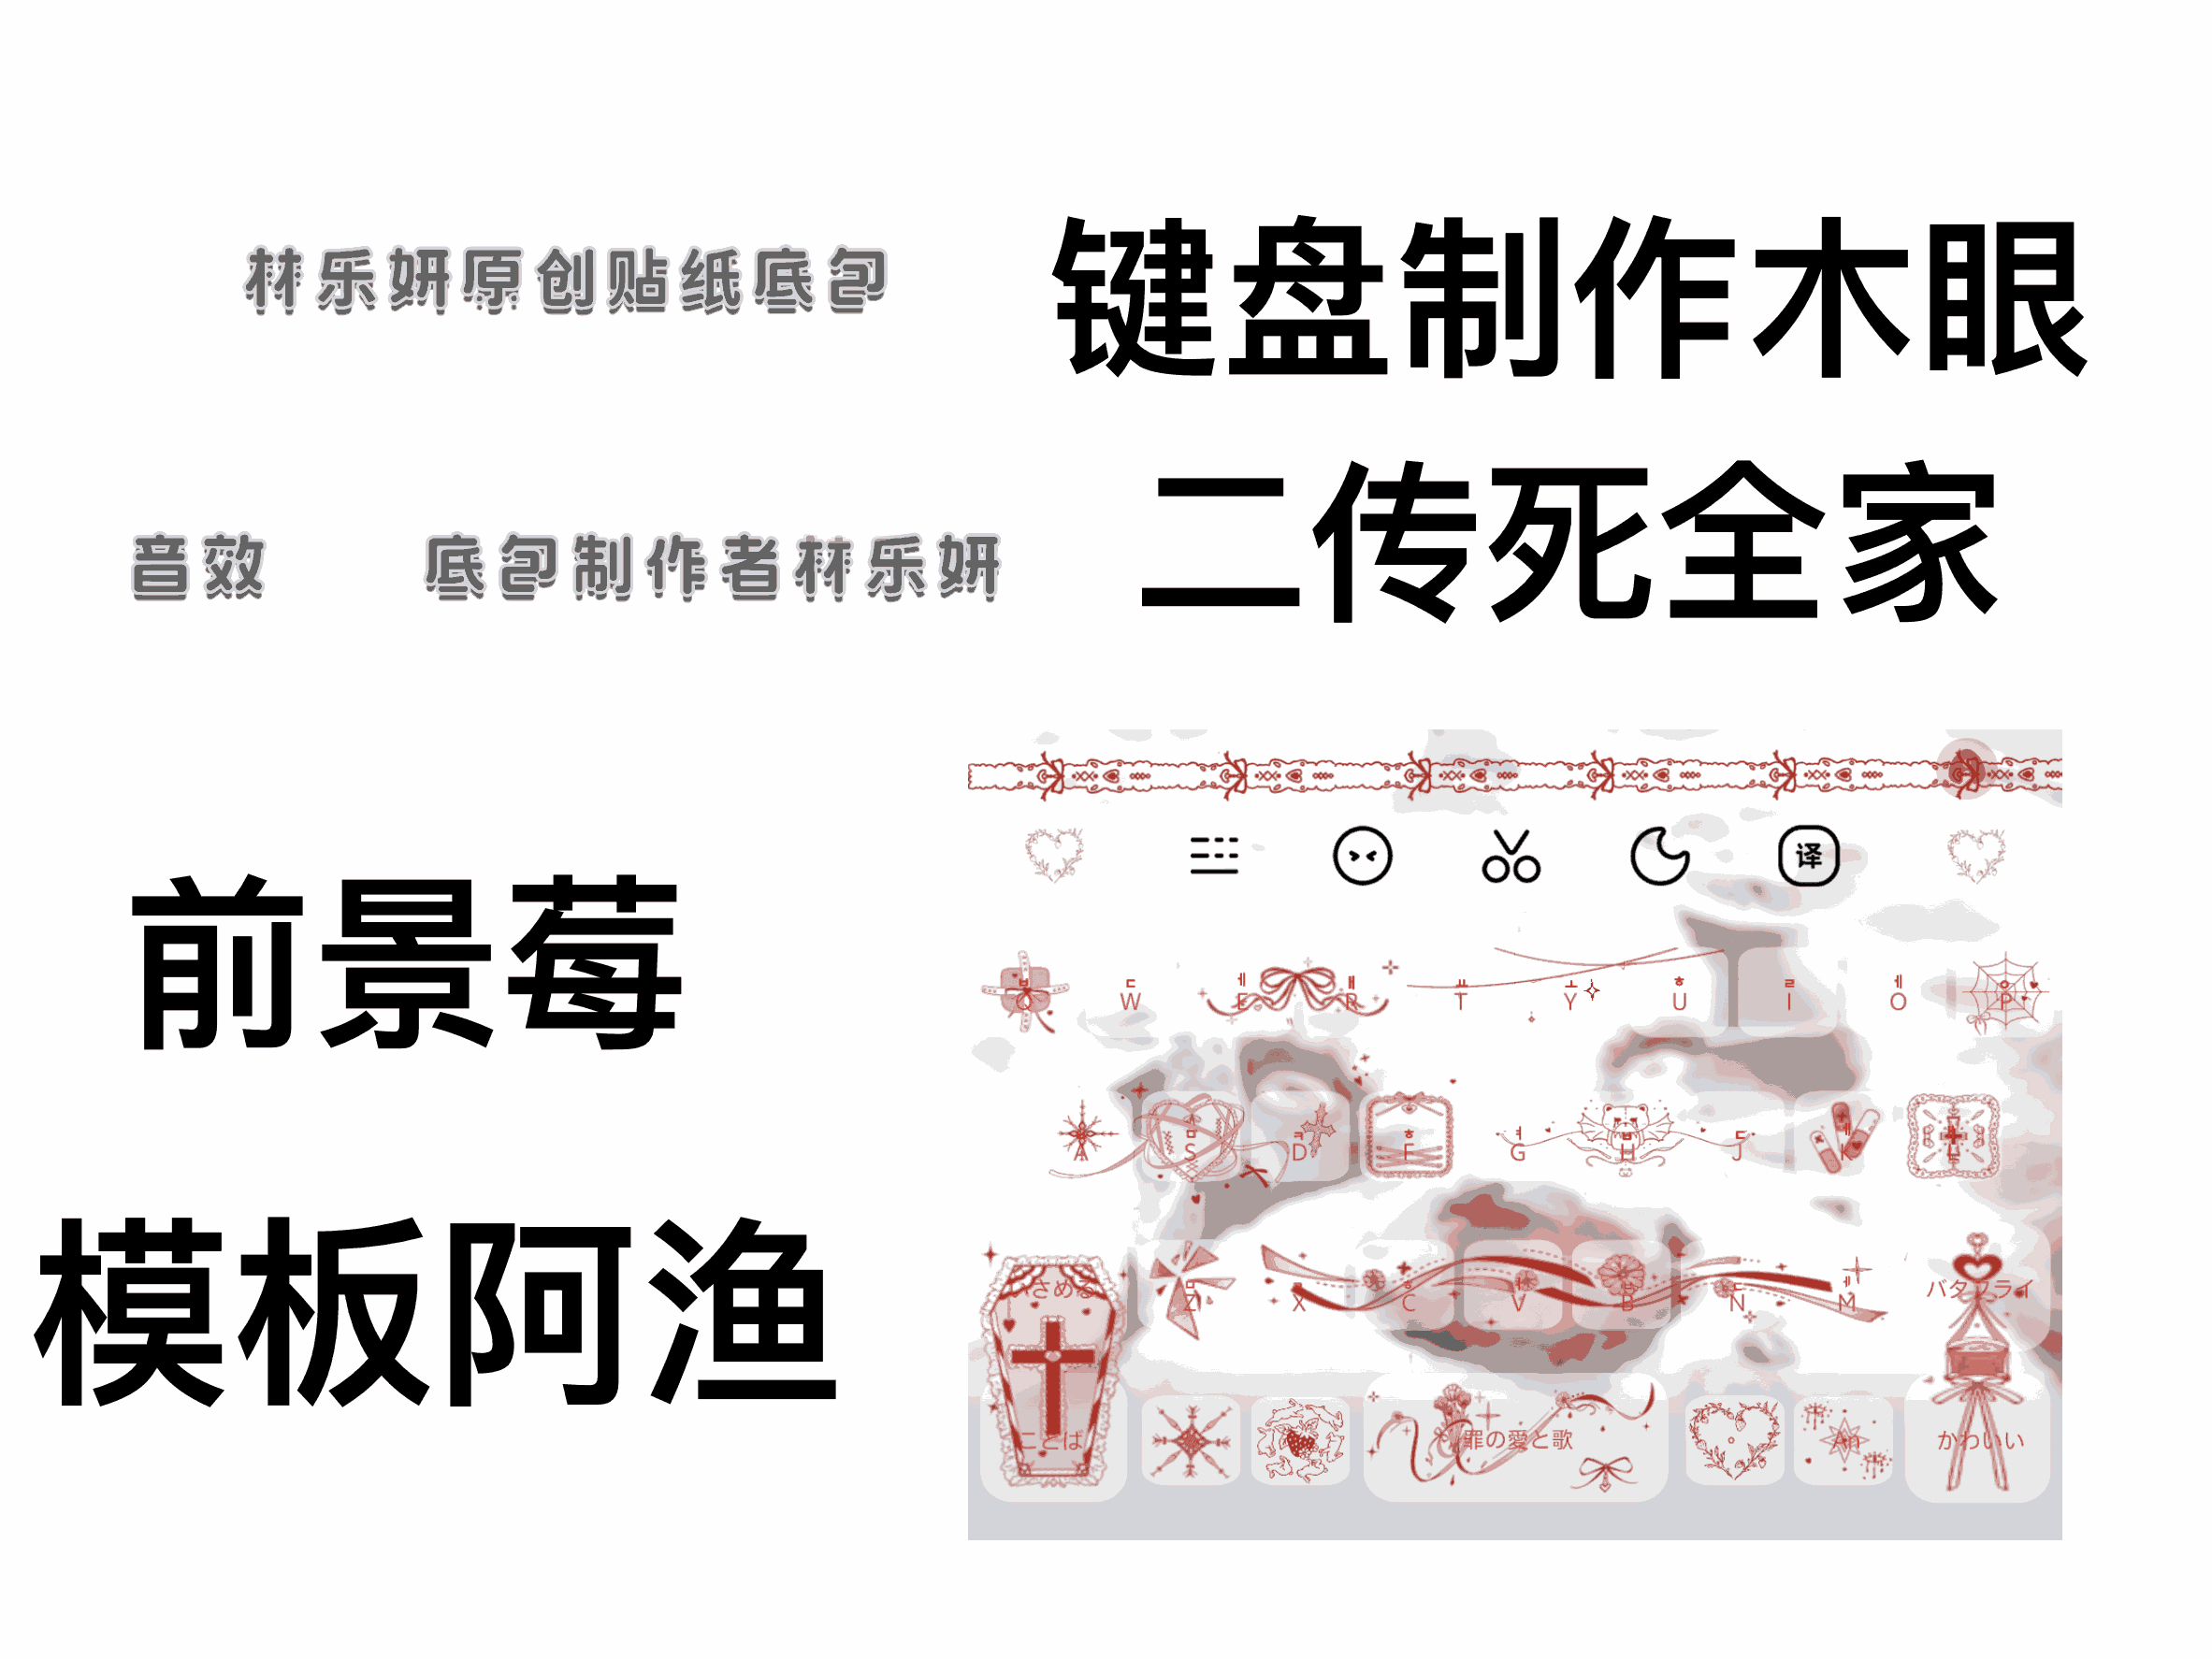 林乐妍原创贴纸底包
键盘制作木眼
二传死全家
音效 底包制作者林乐妍
前景莓
模板阿渔
译
ㄷ ㅔ ㅐ ㅛ ㅗ ㅎ ㄹ ㅔ ㅇ
W E R T Y U I O P
ㅁ ㅋ ㅎ ㅕ ㅂ ㄷ ㅔ
A S D F G H J K L
さめる ㅁ ㅎ ㅂ ㄷ ㅔ バタフライ
Z X C V B N M
ことば 罪の愛と歌 An かわいい